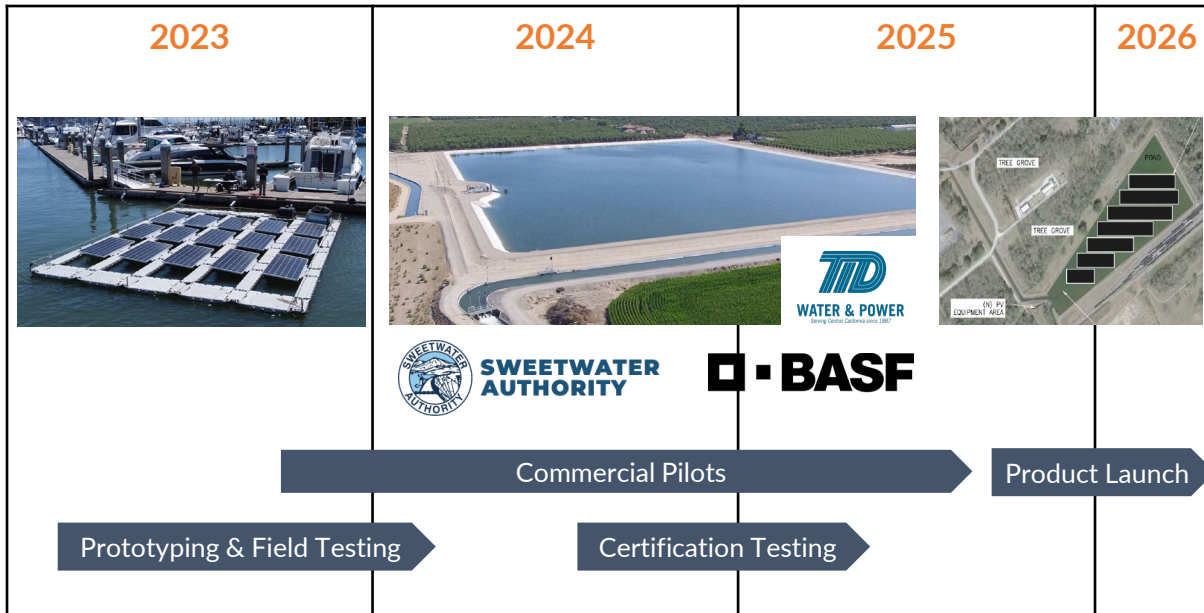 2023
2024
2025
2026
TREE GROVE
TREE GROVE
POND
(N) PV
EQUIPMENT AREA
TID
WATER & POWER
Serving Central California since 1887
SWEETWATER
AUTHORITY
SWEETWATER
AUTHORITY
BASF
Commercial Pilots
Product Launch
Prototyping & Field Testing
Certification Testing